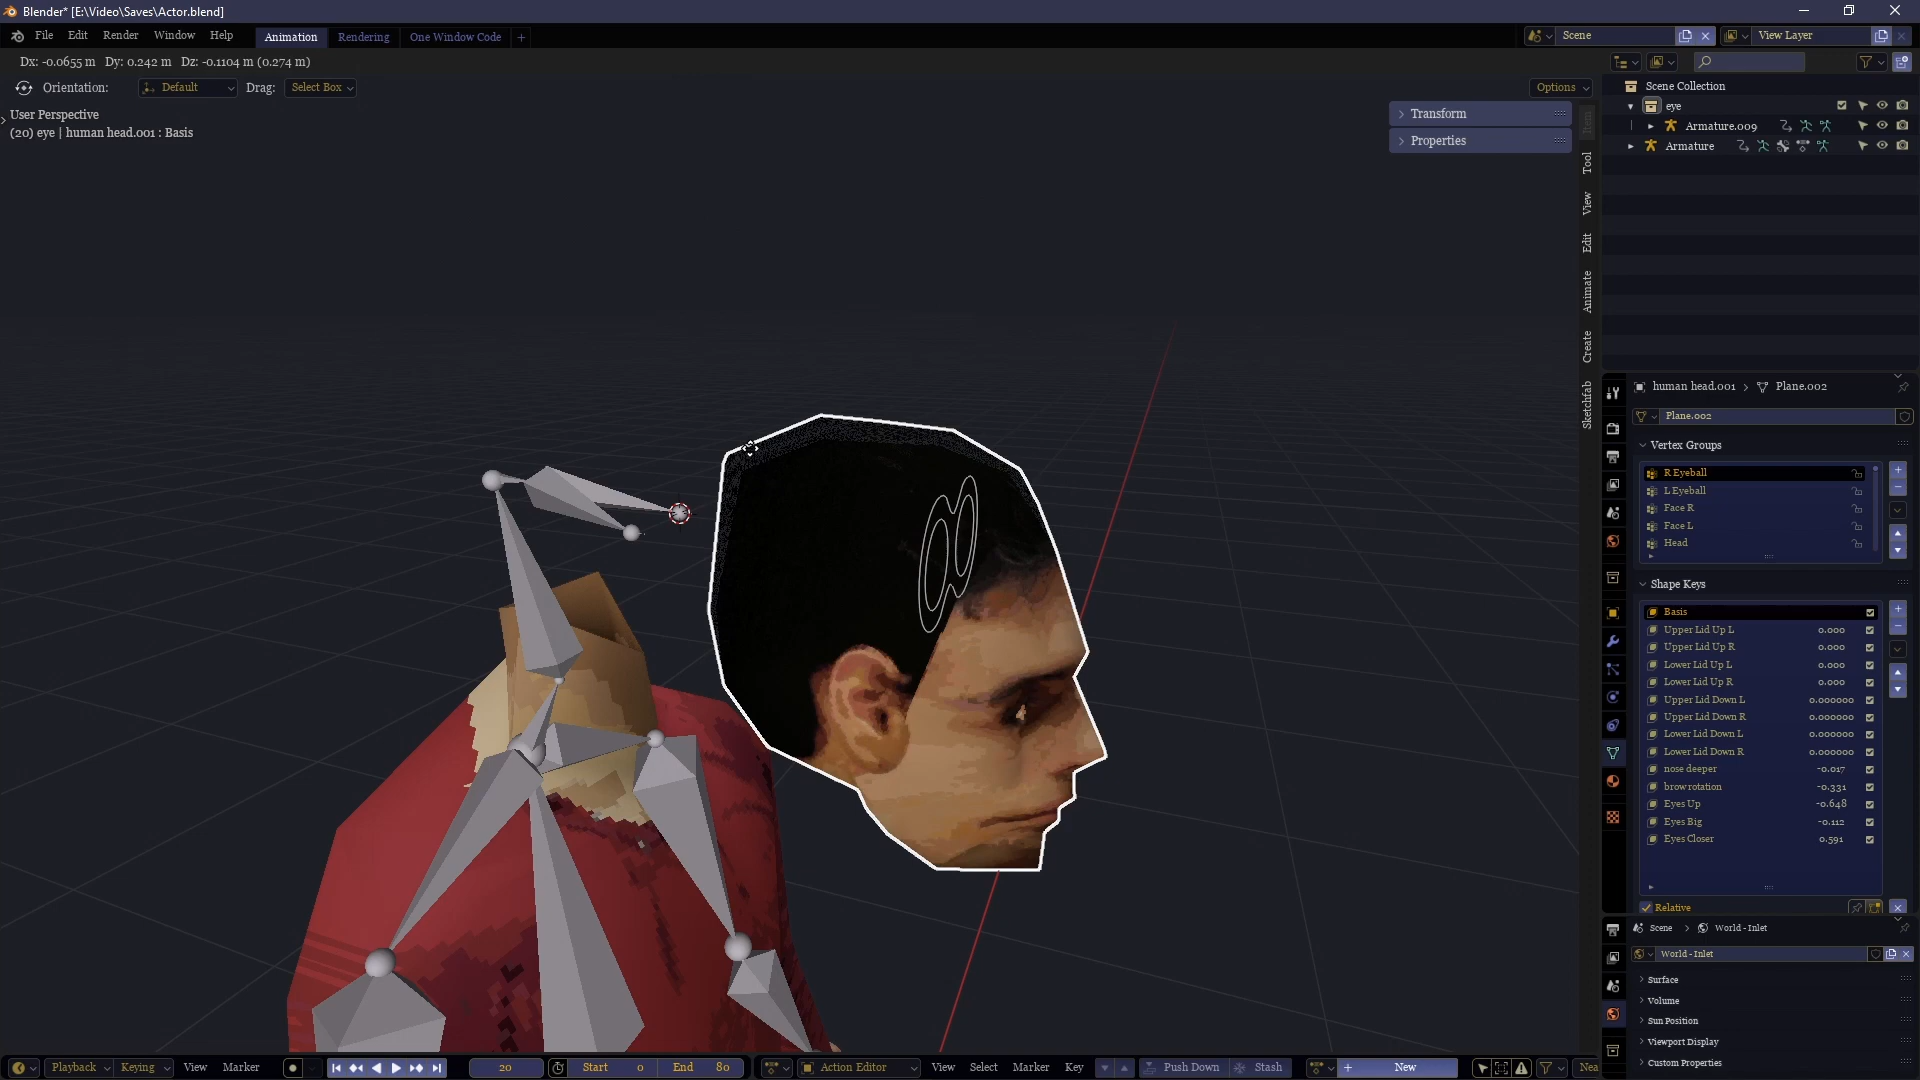 Blender* [E:\Video\Saves\Actor.blend]
File Edit Render Window Help Animation Rendering One Window Code + Scene View Layer
Dx: -0.0655 m Dy: 0.242 m Dz: -0.1104 m (0.274 m)
Orientation: Default Drag: Select Box Options
User Perspective
(20) eye | human head.001 : Basis
Transform
Properties
Item
Tool
View
Edit
Animate
Create
Sketchfab
Scene Collection
eye
Armature.009
Armature
human head.001 > Plane.002
Plane.002
Vertex Groups
R Eyeball
L Eyeball
Face R
Face L
Head
Shape Keys
Basis
Upper Lid Up L 0.000
Upper Lid Up R 0.000
Lower Lid Up L 0.000
Lower Lid Up R 0.000
Upper Lid Down L 0.000000
Upper Lid Down R 0.000000
Lower Lid Down L 0.000000
Lower Lid Down R 0.000000
nose deeper -0.017
brow rotation -0.331
Eyes Up -0.648
Eyes Big -0.112
Eyes Closer 0.591
Relative
Scene > World - Inlet
World - Inlet
Surface
Volume
Sun Position
Viewport Display
Custom Properties
Playback Keying View Marker 20 Start 0 End 80 Action Editor View Select Marker Key Push Down Stash + New Nea